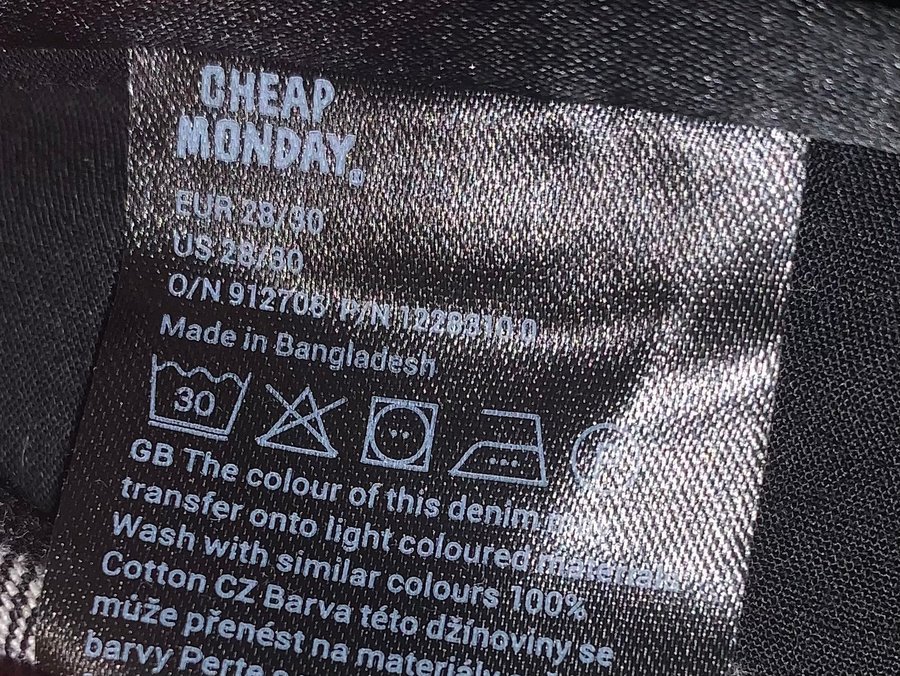 CHEAP
MONDAY®
EUR 28/30
US 28/30
O/N 912706 P/N 1228310.0
Made in Bangladesh
30
GB The colour of this denim may
transfer onto light coloured materials.
Wash with similar colours 100%
Cotton CZ Barva této džínoviny se
může přenést na materiály
barvy Perte s